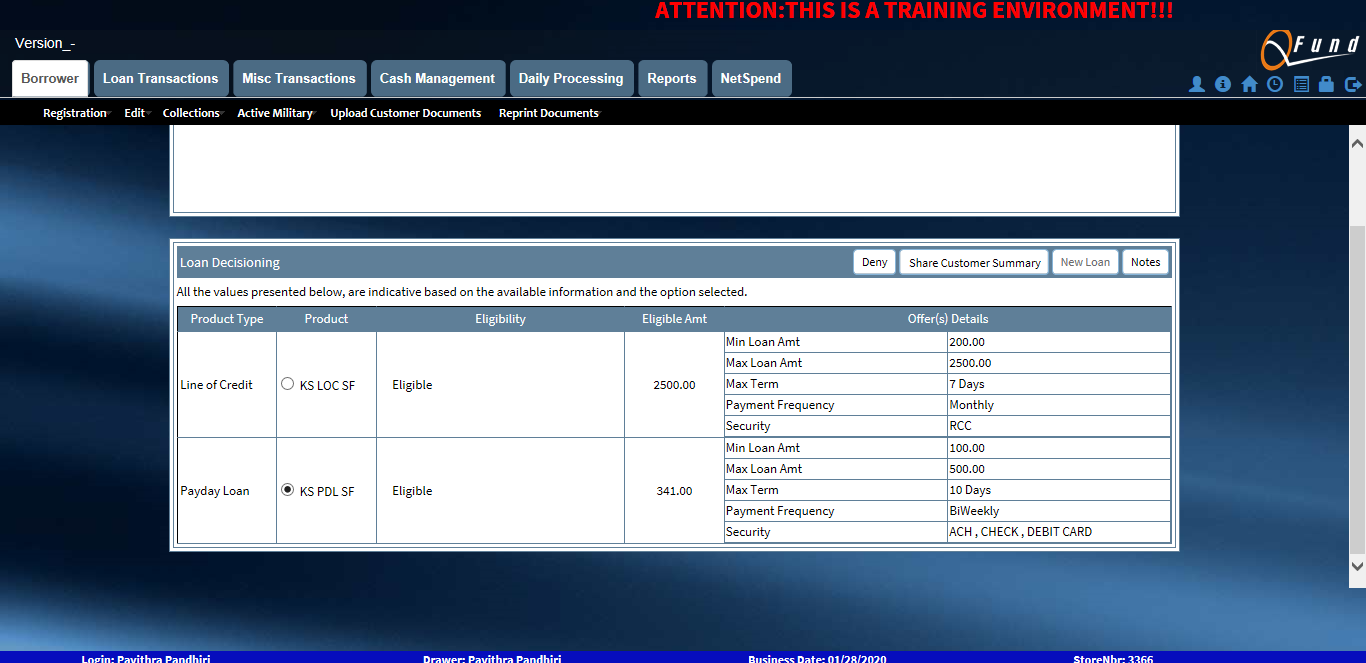 ATTENTION:THIS IS A TRAINING ENVIRONMENT!!!
Version_-
QFund
Borrower Loan Transactions Misc Transactions Cash Management Daily Processing Reports NetSpend
Registration Edit Collections Active Military Upload Customer Documents Reprint Documents
Loan Decisioning Deny Share Customer Summary New Loan Notes
All the values presented below, are indicative based on the available information and the option selected.
Product Type Product Eligibility Eligible Amt Offer(s) Details
Line of Credit KS LOC SF Eligible 2500.00
Min Loan Amt 200.00
Max Loan Amt 2500.00
Max Term 7 Days
Payment Frequency Monthly
Security RCC
Payday Loan KS PDL SF Eligible 341.00
Min Loan Amt 100.00
Max Loan Amt 500.00
Max Term 10 Days
Payment Frequency BiWeekly
Security ACH , CHECK , DEBIT CARD
Login: Pavithra Pandhiri Drawer: Pavithra Pandhiri Business Date: 01/28/2020 StoreNbr: 3366